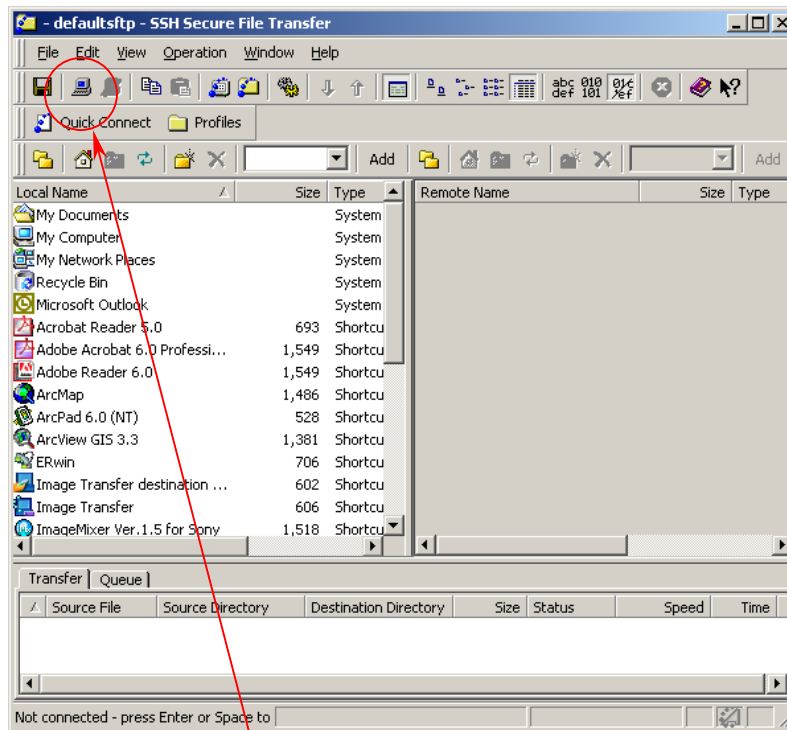 - defaultsftp - SSH Secure File Transfer
File Edit View Operation Window Help
abc def 010 101
Quick Connect Profiles
Add Add
Local Name Size Type Remote Name Size Type
My Documents System
My Computer System
My Network Places System
Recycle Bin System
Microsoft Outlook System
Acrobat Reader 5.0 693 Shortcu
Adobe Acrobat 6.0 Professi... 1,549 Shortcu
Adobe Reader 6.0 1,549 Shortcu
ArcMap 1,486 Shortcu
ArcPad 6.0 (NT) 528 Shortcu
ArcView GIS 3.3 1,381 Shortcu
ERwin 706 Shortcu
Image Transfer destination ... 602 Shortcu
Image Transfer 606 Shortcu
ImageMixer Ver.1.5 for Sony 1,518 Shortcu
Transfer Queue
Source File Source Directory Destination Directory Size Status Speed Time
Not connected - press Enter or Space to